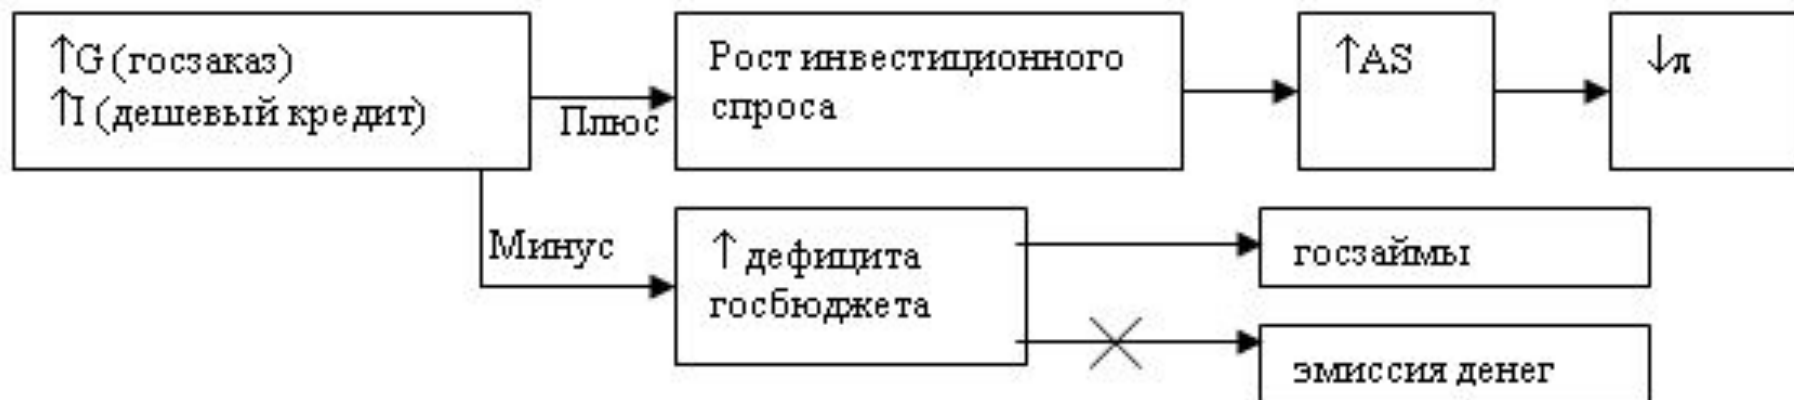 ↑G (госзаказ)
↑I (дешевый кредит)
Плюс
Рост инвестиционного
спроса
↑AS
↓л
Минус
↑ дефицита
госбюджета
госзаймы
эмиссия денег